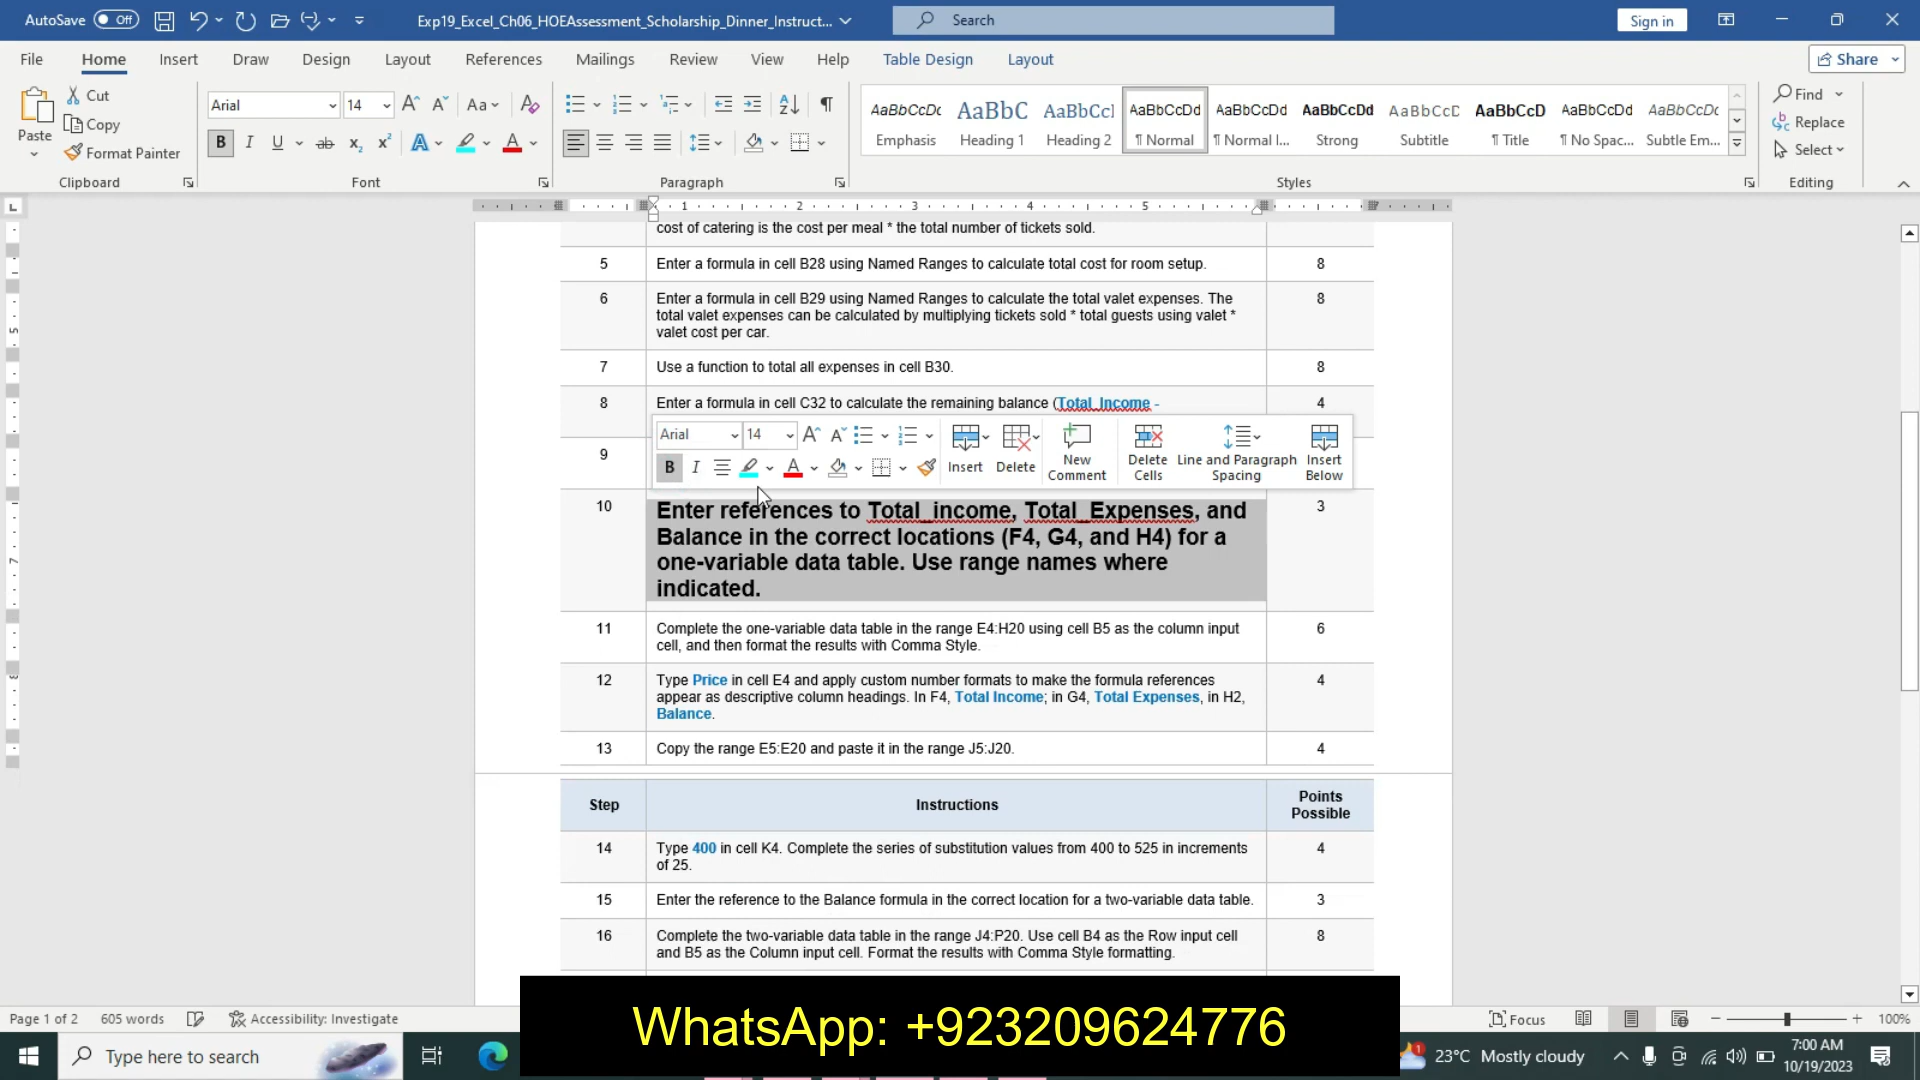 AutoSave Off Exp19_Excel_Ch06_HOEAssessment_Scholarship_Dinner_Instruct... Search Sign in
File Home Insert Draw Design Layout References Mailings Review View Help Table Design Layout Share
Paste Cut Arial 14 Aa AaBbCcDc AaBbC AaBbCcI AaBbCcDd AaBbCcDd AaBbCcDd AaBbCcC AaBbCcD AaBbCcDd AaBbCcDc Find
Copy Replace
Format Painter B I U ab Emphasis Heading 1 Heading 2 ¶ Normal ¶ Normal I... Strong Subtitle ¶ Title ¶ No Spac... Subtle Em... Select
Clipboard Font Paragraph Styles Editing
1 2 3 4 5
cost of catering is the cost per meal * the total number of tickets sold.
5 Enter a formula in cell B28 using Named Ranges to calculate total cost for room setup. 8
6 Enter a formula in cell B29 using Named Ranges to calculate the total valet expenses. The 8
total valet expenses can be calculated by multiplying tickets sold * total guests using valet *
valet cost per car.
7 Use a function to total all expenses in cell B30. 8
8 Enter a formula in cell C32 to calculate the remaining balance (Total_Income - 4
Arial 14
9 B I Insert Delete New Comment Delete Cells Line and Paragraph Spacing Insert Below
10 Enter references to Total_income, Total_Expenses, and 3
Balance in the correct locations (F4, G4, and H4) for a
one-variable data table. Use range names where
indicated.
11 Complete the one-variable data table in the range E4:H20 using cell B5 as the column input 6
cell, and then format the results with Comma Style.
12 Type Price in cell E4 and apply custom number formats to make the formula references 4
appear as descriptive column headings. In F4, Total Income; in G4, Total Expenses, in H2,
Balance.
13 Copy the range E5:E20 and paste it in the range J5:J20. 4
Step Instructions Points Possible
14 Type 400 in cell K4. Complete the series of substitution values from 400 to 525 in increments 4
of 25.
15 Enter the reference to the Balance formula in the correct location for a two-variable data table. 3
16 Complete the two-variable data table in the range J4:P20. Use cell B4 as the Row input cell 8
and B5 as the Column input cell. Format the results with Comma Style formatting.
WhatsApp: +923209624776
Page 1 of 2 605 words Accessibility: Investigate Focus 100%
Type here to search 23°C Mostly cloudy 7:00 AM
10/19/2023